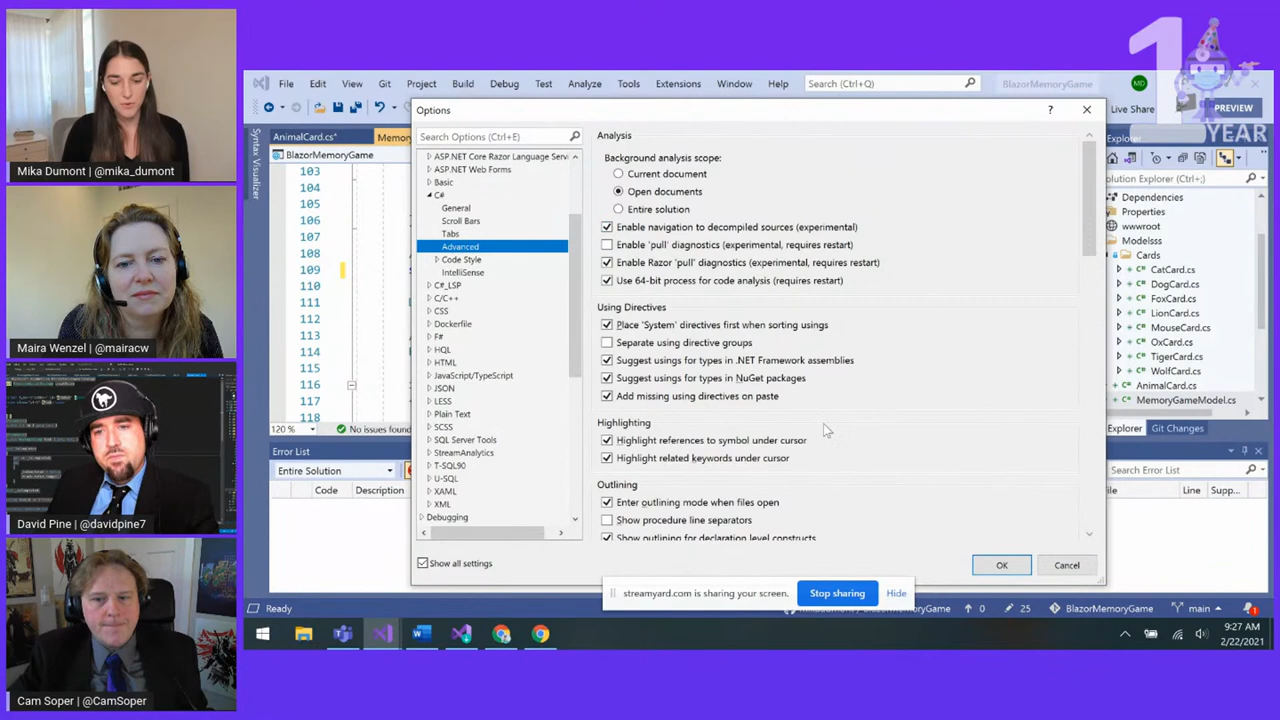 Mika Dumont | @mika_dumont
Maira Wenzel | @mairacw
David Pine | @davidpine7
Cam Soper | @CamSoper
1
YEAR
File Edit View Git Project Build Debug Test Analyze Tools Extensions Window Help Search (Ctrl+Q) BlazorMemoryGame MD
Live Share PREVIEW
AnimalCard.cs*
BlazorMemoryGame
Syntax Visualizer
103
104
105
106
107
108
109
110
111
112
113
114
115
116
117
118
120 %
No issues found
Error List
Entire Solution
Code Description
Options
Search Options (Ctrl+E)
ASP.NET Core Razor Language Serv
ASP.NET Web Forms
Basic
C#
General
Scroll Bars
Tabs
Advanced
Code Style
IntelliSense
C#_LSP
C/C++
CSS
Dockerfile
F#
HQL
HTML
JavaScript/TypeScript
JSON
LESS
Plain Text
SCSS
SQL Server Tools
StreamAnalytics
T-SQL90
U-SQL
XAML
XML
Debugging
Show all settings
Analysis
Background analysis scope:
Current document
Open documents
Entire solution
Enable navigation to decompiled sources (experimental)
Enable 'pull' diagnostics (experimental, requires restart)
Enable Razor 'pull' diagnostics (experimental, requires restart)
Use 64-bit process for code analysis (requires restart)
Using Directives
Place 'System' directives first when sorting usings
Separate using directive groups
Suggest usings for types in .NET Framework assemblies
Suggest usings for types in NuGet packages
Add missing using directives on paste
Highlighting
Highlight references to symbol under cursor
Highlight related keywords under cursor
Outlining
Enter outlining mode when files open
Show procedure line separators
Show outlining for declaration level constructs
OK Cancel
olution Explorer (Ctrl+;)
Dependencies
Properties
wwwroot
Modelsss
Cards
CatCard.cs
DogCard.cs
FoxCard.cs
LionCard.cs
MouseCard.cs
OxCard.cs
TigerCard.cs
WolfCard.cs
AnimalCard.cs
MemoryGameModel.cs
Explorer Git Changes
Search Error List
Line Supp...
streamyard.com is sharing your screen. Stop sharing Hide
Ready
0 25 BlazorMemoryGame main
9:27 AM
2/22/2021